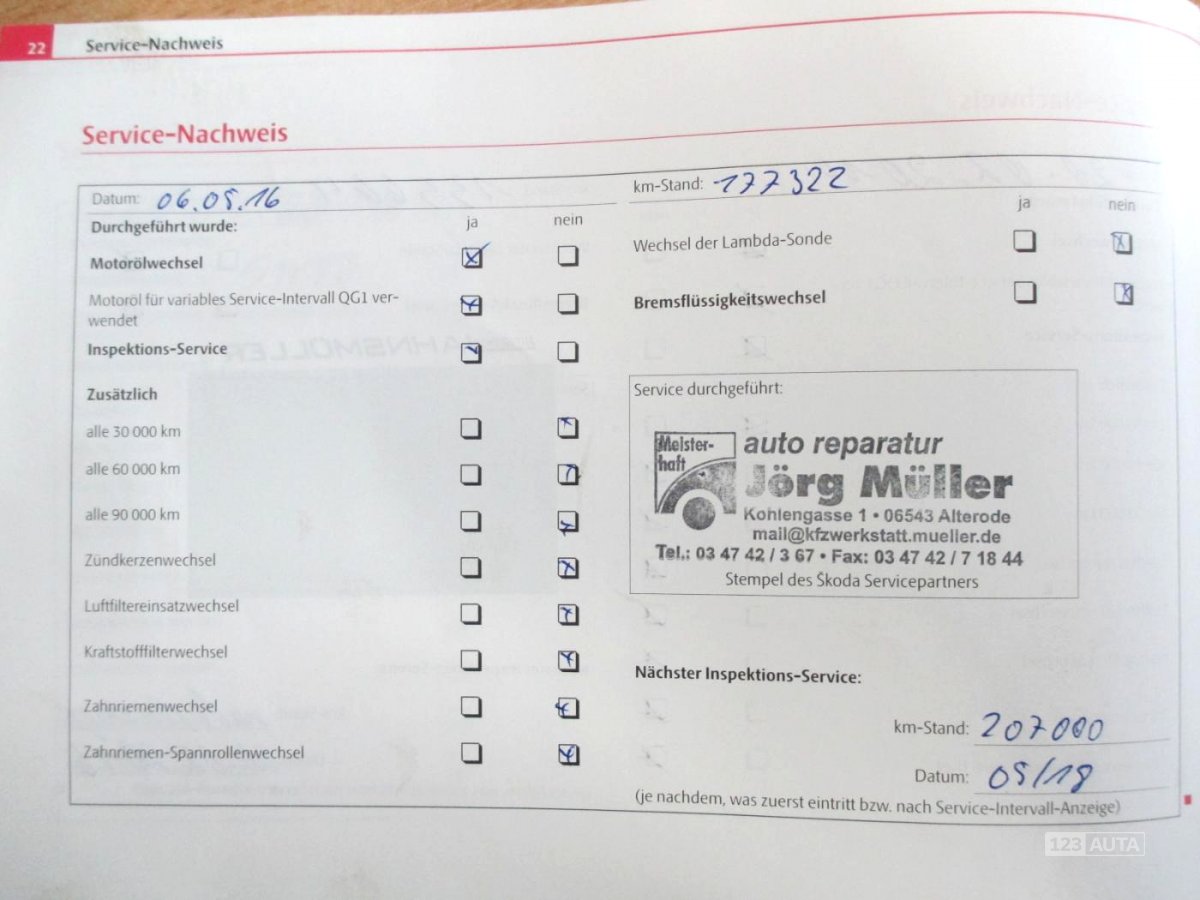 22 Service-Nachweis
Service-Nachweis
Datum: 06.09.16
Durchgeführt wurde: ja nein
Motorölwechsel
Motoröl für variables Service-Intervall QG1 ver-
wendet
Inspektions-Service
Zusätzlich
alle 30 000 km
alle 60 000 km
alle 90 000 km
Zündkerzenwechsel
Luftfiltereinsatzwechsel
Kraftstofffilterwechsel
Zahnriemenwechsel
Zahnriemen-Spannrollenwechsel
km-Stand: 177322
ja nein
Wechsel der Lambda-Sonde
Bremsflüssigkeitswechsel
Service durchgeführt:
Meister-
haft
auto reparatur
Jörg Müller
Kohlengasse 1 • 06543 Alterode
mail@kfzwerkstatt.mueller.de
Tel.: 03 47 42 / 3 67 • Fax: 03 47 42 / 7 18 44
Stempel des Škoda Servicepartners
Nächster Inspektions-Service:
km-Stand: 207000
Datum: 09/18
(je nachdem, was zuerst eintritt bzw. nach Service-Intervall-Anzeige)
123 AUTA